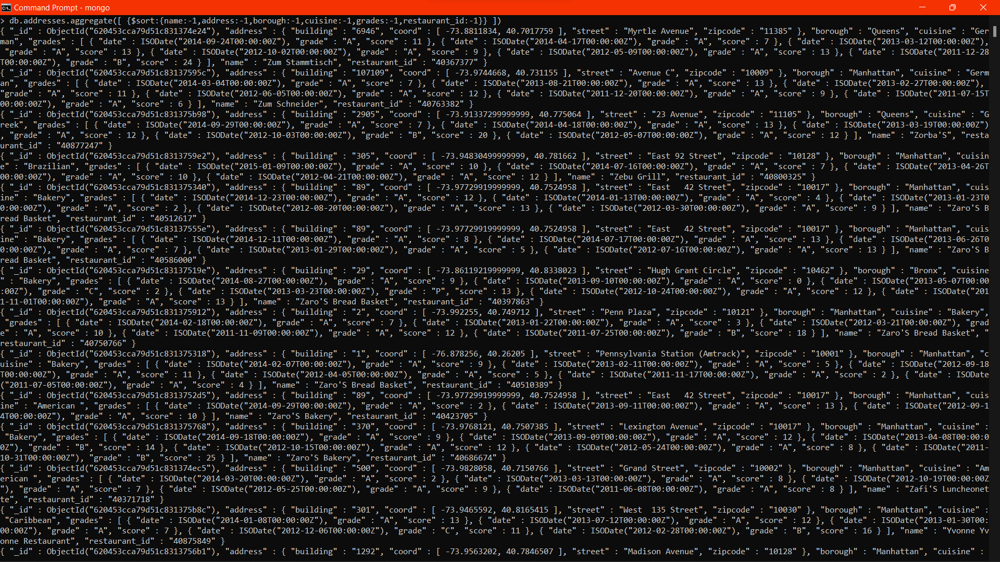 Command Prompt - mongo
> db.addresses.aggregate([ {$sort:{name:-1,address:-1,borough:-1,cuisine:-1,grades:-1,restaurant_id:-1}} ])
{ "_id" : ObjectId("620453cca79d51c831374e24"), "address" : { "building" : "6946", "coord" : [ -73.8811834, 40.7017759 ], "street" : "Myrtle Avenue", "zipcode" : "11385" }, "borough" : "Queens", "cuisine" : "Ger
man", "grades" : [ { "date" : ISODate("2014-09-24T00:00:00Z"), "grade" : "A", "score" : 11 }, { "date" : ISODate("2014-04-17T00:00:00Z"), "grade" : "A", "score" : 7 }, { "date" : ISODate("2013-03-12T00:00:00Z"),
 "grade" : "A", "score" : 13 }, { "date" : ISODate("2012-10-02T00:00:00Z"), "grade" : "A", "score" : 9 }, { "date" : ISODate("2012-05-09T00:00:00Z"), "grade" : "A", "score" : 13 }, { "date" : ISODate("2011-12-28
T00:00:00Z"), "grade" : "B", "score" : 24 } ], "name" : "Zum Stammtisch", "restaurant_id" : "40367377" }
{ "_id" : ObjectId("620453cca79d51c83137595c"), "address" : { "building" : "107109", "coord" : [ -73.9744668, 40.731155 ], "street" : "Avenue C", "zipcode" : "10009" }, "borough" : "Manhattan", "cuisine" : "Germ
an", "grades" : [ { "date" : ISODate("2014-03-04T00:00:00Z"), "grade" : "A", "score" : 7 }, { "date" : ISODate("2013-08-21T00:00:00Z"), "grade" : "A", "score" : 13 }, { "date" : ISODate("2013-02-27T00:00:00Z"), 
"grade" : "A", "score" : 11 }, { "date" : ISODate("2012-06-05T00:00:00Z"), "grade" : "A", "score" : 12 }, { "date" : ISODate("2011-12-20T00:00:00Z"), "grade" : "A", "score" : 9 }, { "date" : ISODate("2011-07-15T
00:00:00Z"), "grade" : "A", "score" : 6 } ], "name" : "Zum Schneider", "restaurant_id" : "40763382" }
{ "_id" : ObjectId("620453cca79d51c831375b98"), "address" : { "building" : "2905", "coord" : [ -73.91337299999999, 40.775064 ], "street" : "23 Avenue", "zipcode" : "11105" }, "borough" : "Queens", "cuisine" : "G
reek", "grades" : [ { "date" : ISODate("2014-09-29T00:00:00Z"), "grade" : "A", "score" : 7 }, { "date" : ISODate("2014-04-18T00:00:00Z"), "grade" : "A", "score" : 13 }, { "date" : ISODate("2013-03-19T00:00:00Z")
, "grade" : "A", "score" : 12 }, { "date" : ISODate("2012-10-03T00:00:00Z"), "grade" : "B", "score" : 20 }, { "date" : ISODate("2012-05-07T00:00:00Z"), "grade" : "A", "score" : 12 } ], "name" : "Zorba'S", "resta
urant_id" : "40877247" }
{ "_id" : ObjectId("620453cca79d51c8313759e2"), "address" : { "building" : "305", "coord" : [ -73.94830499999999, 40.781662 ], "street" : "East 92 Street", "zipcode" : "10128" }, "borough" : "Manhattan", "cuisin
e" : "Brazilian", "grades" : [ { "date" : ISODate("2015-01-09T00:00:00Z"), "grade" : "A", "score" : 10 }, { "date" : ISODate("2014-07-16T00:00:00Z"), "grade" : "A", "score" : 7 }, { "date" : ISODate("2013-04-26T
00:00:00Z"), "grade" : "A", "score" : 10 }, { "date" : ISODate("2012-04-21T00:00:00Z"), "grade" : "A", "score" : 12 } ], "name" : "Zebu Grill", "restaurant_id" : "40800325" }
{ "_id" : ObjectId("620453cca79d51c831375340"), "address" : { "building" : "89", "coord" : [ -73.97729919999999, 40.7524958 ], "street" : "East   42 Street", "zipcode" : "10017" }, "borough" : "Manhattan", "cuis
ine" : "Bakery", "grades" : [ { "date" : ISODate("2014-12-23T00:00:00Z"), "grade" : "A", "score" : 12 }, { "date" : ISODate("2014-01-13T00:00:00Z"), "grade" : "A", "score" : 4 }, { "date" : ISODate("2013-01-23T0
0:00:00Z"), "grade" : "A", "score" : 2 }, { "date" : ISODate("2012-08-20T00:00:00Z"), "grade" : "A", "score" : 13 }, { "date" : ISODate("2012-03-30T00:00:00Z"), "grade" : "A", "score" : 9 } ], "name" : "Zaro'S B
read Basket", "restaurant_id" : "40512617" }
{ "_id" : ObjectId("620453cca79d51c83137555e"), "address" : { "building" : "89", "coord" : [ -73.97729919999999, 40.7524958 ], "street" : "East   42 Street", "zipcode" : "10017" }, "borough" : "Manhattan", "cuis
ine" : "Bakery", "grades" : [ { "date" : ISODate("2014-12-11T00:00:00Z"), "grade" : "A", "score" : 8 }, { "date" : ISODate("2014-07-17T00:00:00Z"), "grade" : "A", "score" : 13 }, { "date" : ISODate("2013-06-26T0
0:00:00Z"), "grade" : "A", "score" : 7 }, { "date" : ISODate("2013-01-29T00:00:00Z"), "grade" : "A", "score" : 5 }, { "date" : ISODate("2012-07-16T00:00:00Z"), "grade" : "A", "score" : 13 } ], "name" : "Zaro'S B
read Basket", "restaurant_id" : "40586000" }
{ "_id" : ObjectId("620453cca79d51c83137519e"), "address" : { "building" : "29", "coord" : [ -73.86119219999999, 40.8338023 ], "street" : "Hugh Grant Circle", "zipcode" : "10462" }, "borough" : "Bronx", "cuisine
" : "Bakery", "grades" : [ { "date" : ISODate("2014-08-27T00:00:00Z"), "grade" : "A", "score" : 9 }, { "date" : ISODate("2013-09-10T00:00:00Z"), "grade" : "A", "score" : 0 }, { "date" : ISODate("2013-05-07T00:00
:00Z"), "grade" : "C", "score" : 2 }, { "date" : ISODate("2013-03-23T00:00:00Z"), "grade" : "P", "score" : 13 }, { "date" : ISODate("2012-10-24T00:00:00Z"), "grade" : "A", "score" : 12 }, { "date" : ISODate("201
1-11-01T00:00:00Z"), "grade" : "A", "score" : 13 } ], "name" : "Zaro'S Bread Basket", "restaurant_id" : "40397863" }
{ "_id" : ObjectId("620453cca79d51c831375912"), "address" : { "building" : "2", "coord" : [ -73.992255, 40.749712 ], "street" : "Penn Plaza", "zipcode" : "10121" }, "borough" : "Manhattan", "cuisine" : "Bakery",
 "grades" : [ { "date" : ISODate("2014-02-18T00:00:00Z"), "grade" : "A", "score" : 7 }, { "date" : ISODate("2013-01-22T00:00:00Z"), "grade" : "A", "score" : 3 }, { "date" : ISODate("2012-03-21T00:00:00Z"), "grad
e" : "A", "score" : 10 }, { "date" : ISODate("2011-11-09T00:00:00Z"), "grade" : "A", "score" : 12 }, { "date" : ISODate("2011-07-25T00:00:00Z"), "grade" : "B", "score" : 18 } ], "name" : "Zaro'S Bread Basket", "
restaurant_id" : "40750766" }
{ "_id" : ObjectId("620453cca79d51c831375318"), "address" : { "building" : "1", "coord" : [ -76.878256, 40.26205 ], "street" : "Pennsylvania Station (Amtrack)", "zipcode" : "10001" }, "borough" : "Manhattan", "c
uisine" : "Bakery", "grades" : [ { "date" : ISODate("2014-02-07T00:00:00Z"), "grade" : "A", "score" : 9 }, { "date" : ISODate("2013-02-11T00:00:00Z"), "grade" : "A", "score" : 5 }, { "date" : ISODate("2012-09-18
T00:00:00Z"), "grade" : "A", "score" : 11 }, { "date" : ISODate("2012-04-05T00:00:00Z"), "grade" : "A", "score" : 5 }, { "date" : ISODate("2011-11-17T00:00:00Z"), "grade" : "A", "score" : 2 }, { "date" : ISODate
("2011-07-05T00:00:00Z"), "grade" : "A", "score" : 4 } ], "name" : "Zaro'S Bread Basket", "restaurant_id" : "40510389" }
{ "_id" : ObjectId("620453cca79d51c8313752d5"), "address" : { "building" : "89", "coord" : [ -73.97729919999999, 40.7524958 ], "street" : "East   42 Street", "zipcode" : "10017" }, "borough" : "Manhattan", "cuis
ine" : "American ", "grades" : [ { "date" : ISODate("2014-09-29T00:00:00Z"), "grade" : "A", "score" : 2 }, { "date" : ISODate("2013-09-11T00:00:00Z"), "grade" : "A", "score" : 13 }, { "date" : ISODate("2012-09-1
4T00:00:00Z"), "grade" : "A", "score" : 10 } ], "name" : "Zaro'S Bakery", "restaurant_id" : "40423705" }
{ "_id" : ObjectId("620453cca79d51c831375768"), "address" : { "building" : "370", "coord" : [ -73.9768121, 40.7507385 ], "street" : "Lexington Avenue", "zipcode" : "10017" }, "borough" : "Manhattan", "cuisine" :
 "Bakery", "grades" : [ { "date" : ISODate("2014-09-18T00:00:00Z"), "grade" : "A", "score" : 9 }, { "date" : ISODate("2013-09-09T00:00:00Z"), "grade" : "A", "score" : 12 }, { "date" : ISODate("2013-04-08T00:00:0
0Z"), "grade" : "B", "score" : 14 }, { "date" : ISODate("2012-10-15T00:00:00Z"), "grade" : "A", "score" : 12 }, { "date" : ISODate("2012-05-24T00:00:00Z"), "grade" : "A", "score" : 8 }, { "date" : ISODate("2011-
10-31T00:00:00Z"), "grade" : "B", "score" : 25 } ], "name" : "Zaro'S Bakery", "restaurant_id" : "40686674" }
{ "_id" : ObjectId("620453cca79d51c831374ec5"), "address" : { "building" : "500", "coord" : [ -73.9828058, 40.7150766 ], "street" : "Grand Street", "zipcode" : "10002" }, "borough" : "Manhattan", "cuisine" : "Am
erican ", "grades" : [ { "date" : ISODate("2014-03-20T00:00:00Z"), "grade" : "A", "score" : 2 }, { "date" : ISODate("2013-03-13T00:00:00Z"), "grade" : "A", "score" : 8 }, { "date" : ISODate("2012-10-19T00:00:00Z
"), "grade" : "A", "score" : 7 }, { "date" : ISODate("2012-05-25T00:00:00Z"), "grade" : "A", "score" : 9 }, { "date" : ISODate("2011-06-08T00:00:00Z"), "grade" : "A", "score" : 8 } ], "name" : "Zafi'S Luncheonet
te", "restaurant_id" : "40371718" }
{ "_id" : ObjectId("620453cca79d51c831375b8c"), "address" : { "building" : "301", "coord" : [ -73.9465592, 40.8165415 ], "street" : "West  135 Street", "zipcode" : "10030" }, "borough" : "Manhattan", "cuisine" :
 "Caribbean", "grades" : [ { "date" : ISODate("2014-01-08T00:00:00Z"), "grade" : "A", "score" : 13 }, { "date" : ISODate("2013-07-12T00:00:00Z"), "grade" : "A", "score" : 12 }, { "date" : ISODate("2013-01-30T00:
00:00Z"), "grade" : "A", "score" : 7 }, { "date" : ISODate("2012-12-06T00:00:00Z"), "grade" : "C", "score" : 11 }, { "date" : ISODate("2012-02-28T00:00:00Z"), "grade" : "B", "score" : 16 } ], "name" : "Yvonne Yv
onne Restaurant", "restaurant_id" : "40875849" }
{ "_id" : ObjectId("620453cca79d51c8313756b1"), "address" : { "building" : "1292", "coord" : [ -73.9563202, 40.7846507 ], "street" : "Madison Avenue", "zipcode" : "10128" }, "borough" : "Manhattan", "cuisine" :